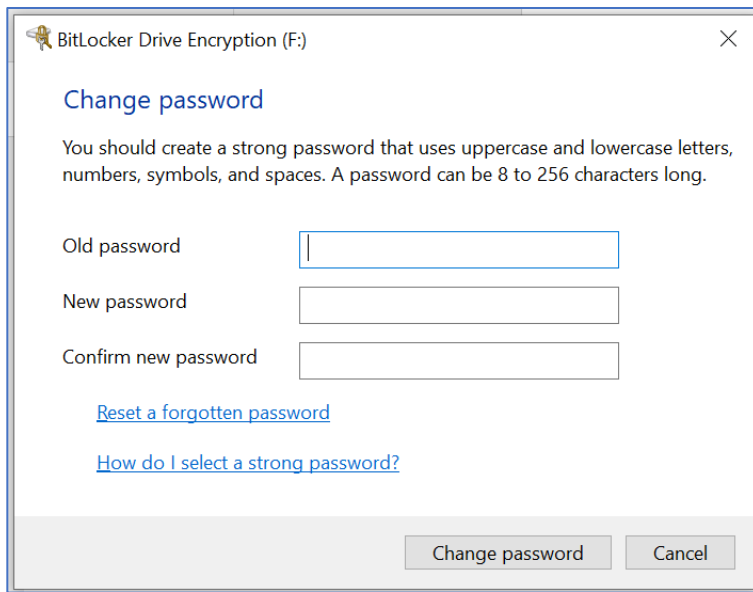 BitLocker Drive Encryption (F:)
Change password
You should create a strong password that uses uppercase and lowercase letters,
numbers, symbols, and spaces. A password can be 8 to 256 characters long.
Old password
New password
Confirm new password
Reset a forgotten password
How do I select a strong password?
Change password Cancel